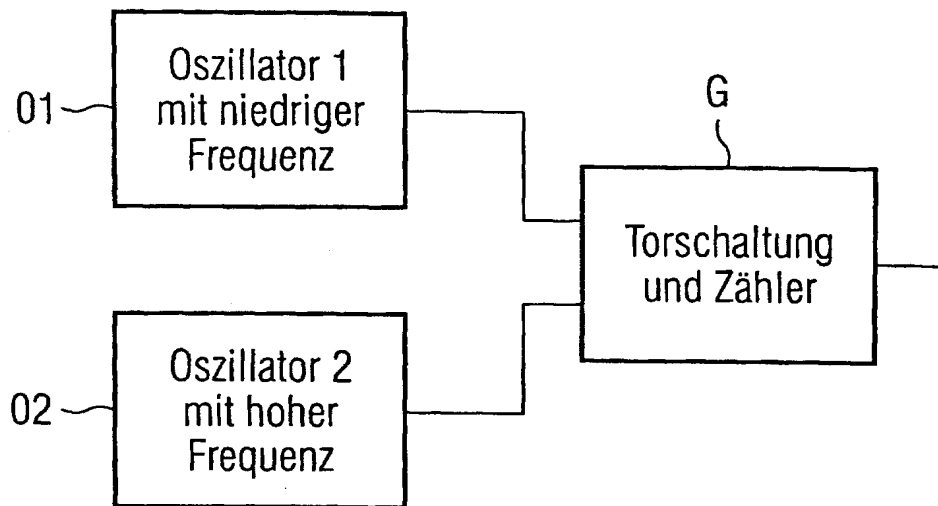 Oszillator 1
mit niedriger
Frequenz
O1
G
Torschaltung
und Zähler
Oszillator 2
mit hoher
Frequenz
O2